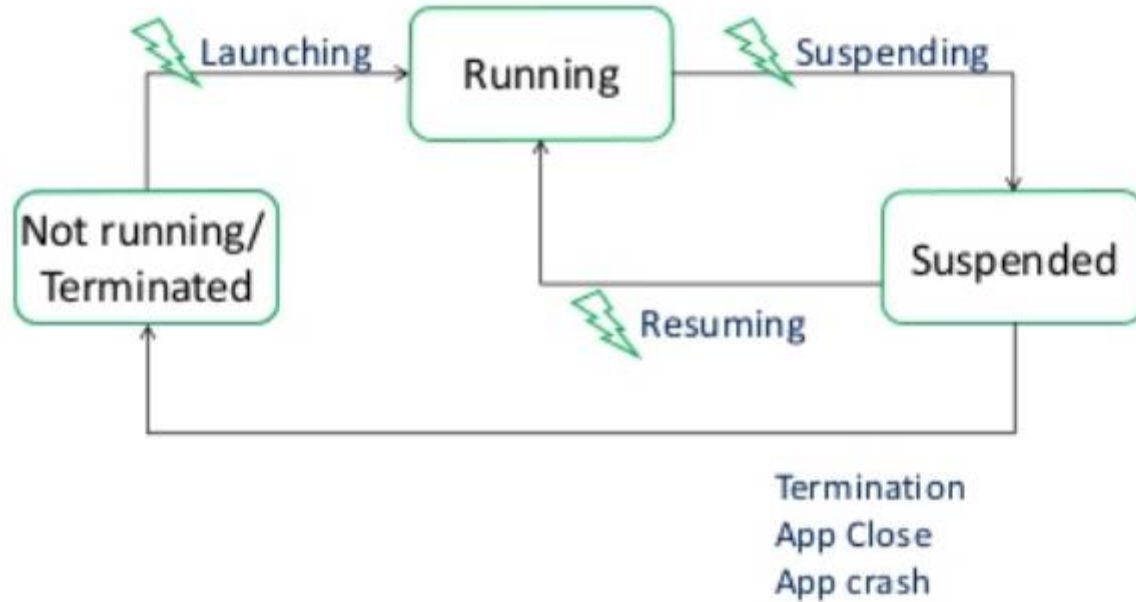 Launching
Running
Suspending
Not running/
Terminated
Suspended
Resuming
Termination
App Close
App crash